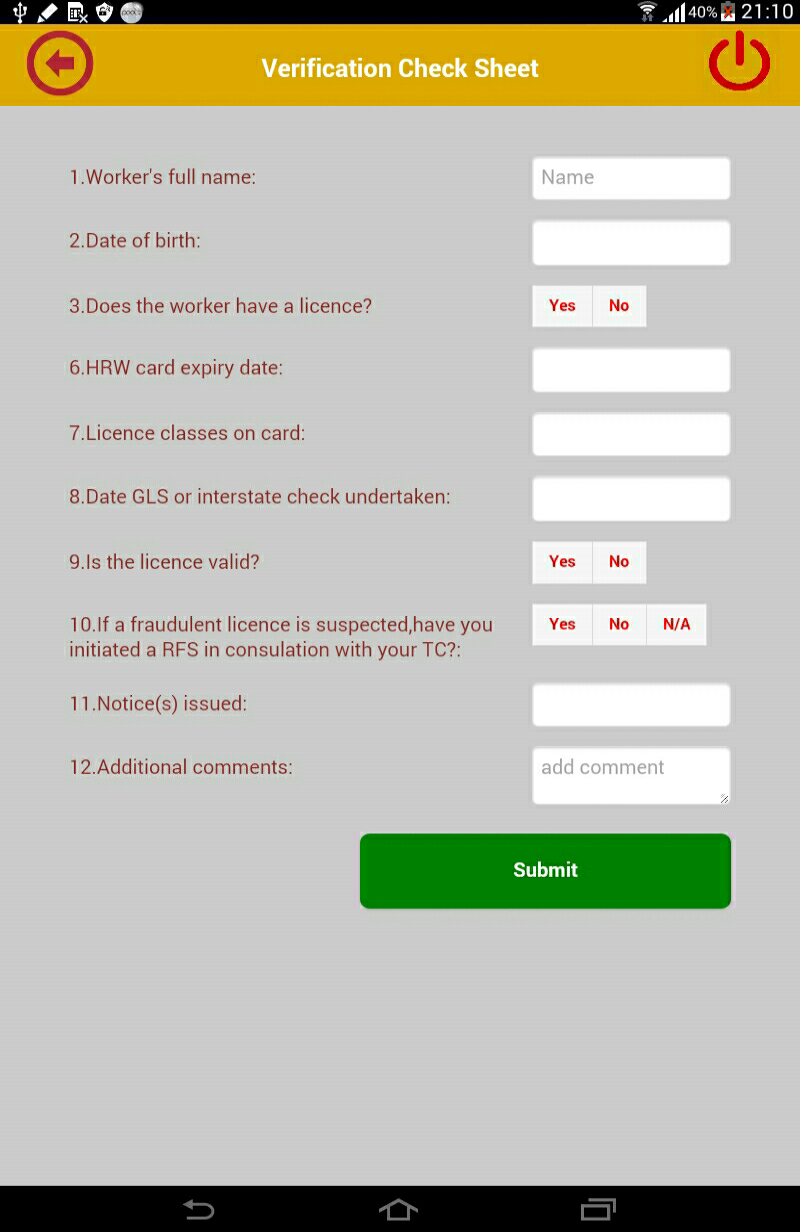 40% 21:10
Verification Check Sheet
1.Worker's full name: Name
2.Date of birth:
3.Does the worker have a licence? Yes No
6.HRW card expiry date:
7.Licence classes on card:
8.Date GLS or interstate check undertaken:
9.Is the licence valid? Yes No
10.If a fraudulent licence is suspected,have you Yes No N/A
initiated a RFS in consulation with your TC?:
11.Notice(s) issued:
12.Additional comments: add comment
Submit